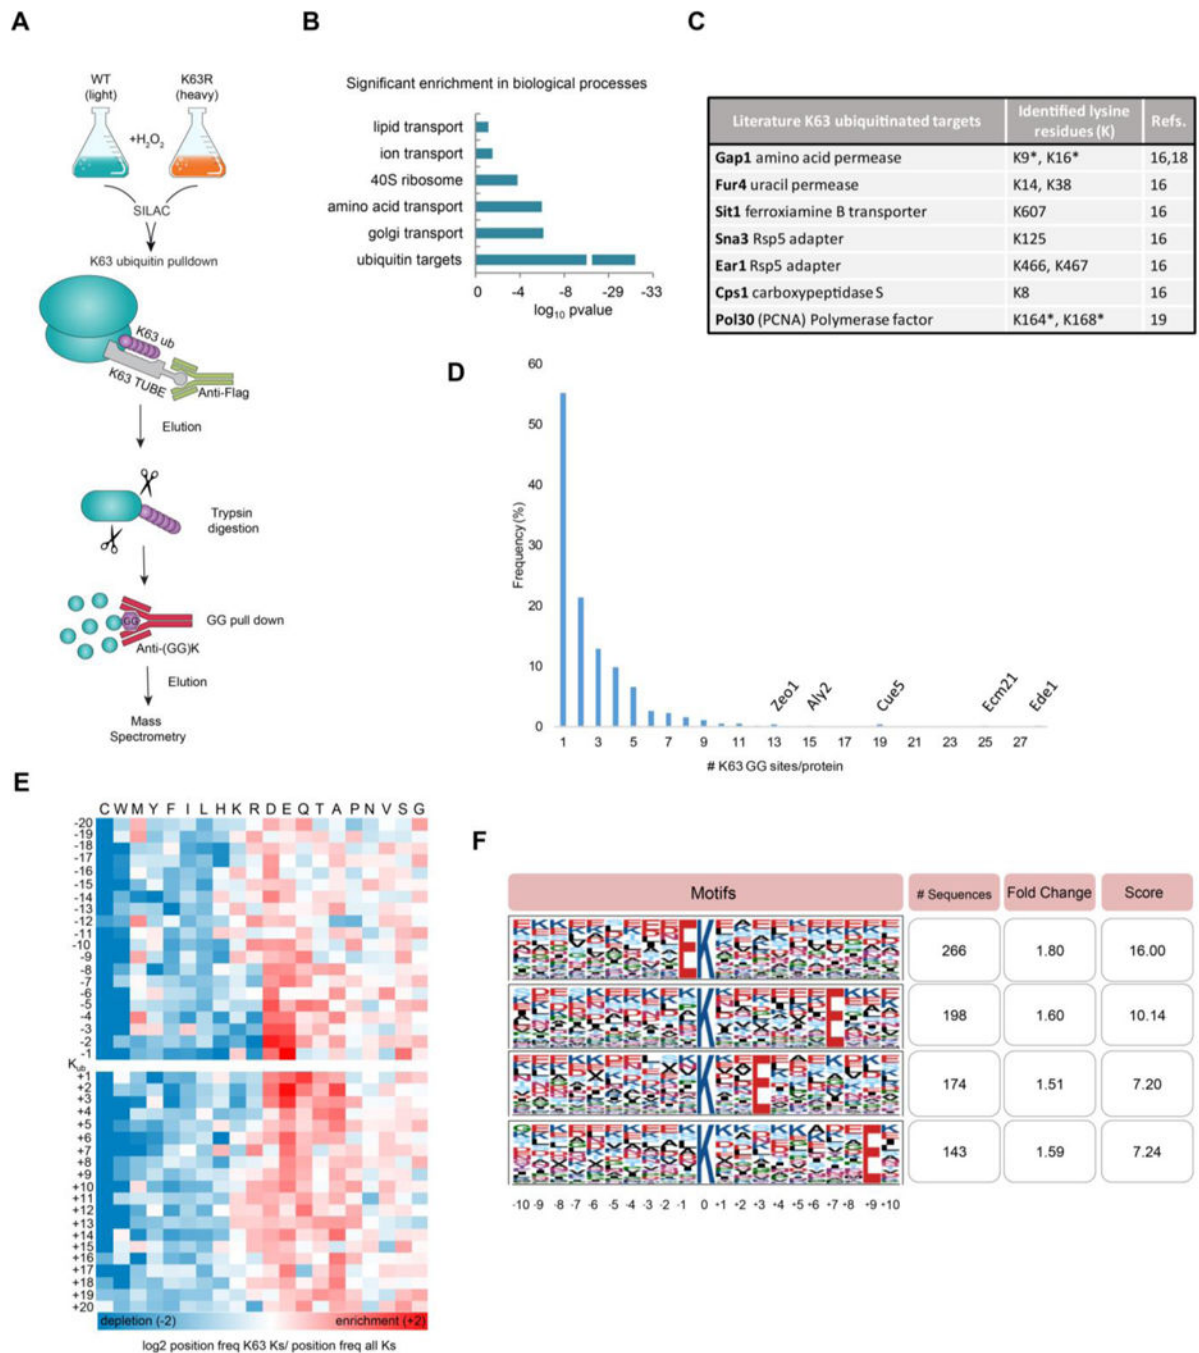 A
WT
(light)
K63R
(heavy)
+H2O2
SILAC
K63 ubiquitin pulldown
K63 ub
K63 TUBE
Anti-Flag
Elution
Trypsin
digestion
GG
GG pull down
Anti-(GG)K
Elution
Mass
Spectrometry
B
Significant enrichment in biological processes
lipid transport
ion transport
40S ribosome
amino acid transport
golgi transport
ubiquitin targets
0 -4 -8 -29 -33
log10 pvalue
C
Literature K63 ubiquitinated targets Identified lysine residues (K) Refs.
Gap1 amino acid permease K9*, K16* 16,18
Fur4 uracil permease K14, K38 16
Sit1 ferroxiamine B transporter K607 16
Sna3 Rsp5 adapter K125 16
Ear1 Rsp5 adapter K466, K467 16
Cps1 carboxypeptidase S K8 16
Pol30 (PCNA) Polymerase factor K164*, K168* 19
D
60
50
40
30
20
10
0
Frequency (%)
Zeo1 Aly2 Cue5 Ecm21 Ede1
1 3 5 7 9 11 13 15 17 19 21 23 25 27
# K63 GG sites/protein
E
C W M Y F I L H K R D E Q T A P N V S G
-20
-19
-18
-17
-16
-15
-14
-13
-12
-11
-10
-9
-8
-7
-6
-5
-4
-3
-2
-1
Kub
+1
+2
+3
+4
+5
+6
+7
+8
+9
+10
+11
+12
+13
+14
+15
+16
+17
+18
+19
+20
depletion (-2) enrichment (+2)
log2 position freq K63 Ks/ position freq all Ks
F
Motifs # Sequences Fold Change Score
E K 266 1.80 16.00
K E 198 1.60 10.14
K E 174 1.51 7.20
K E 143 1.59 7.24
-10 -9 -8 -7 -6 -5 -4 -3 -2 -1 0 +1 +2 +3 +4 +5 +6 +7 +8 +9 +10